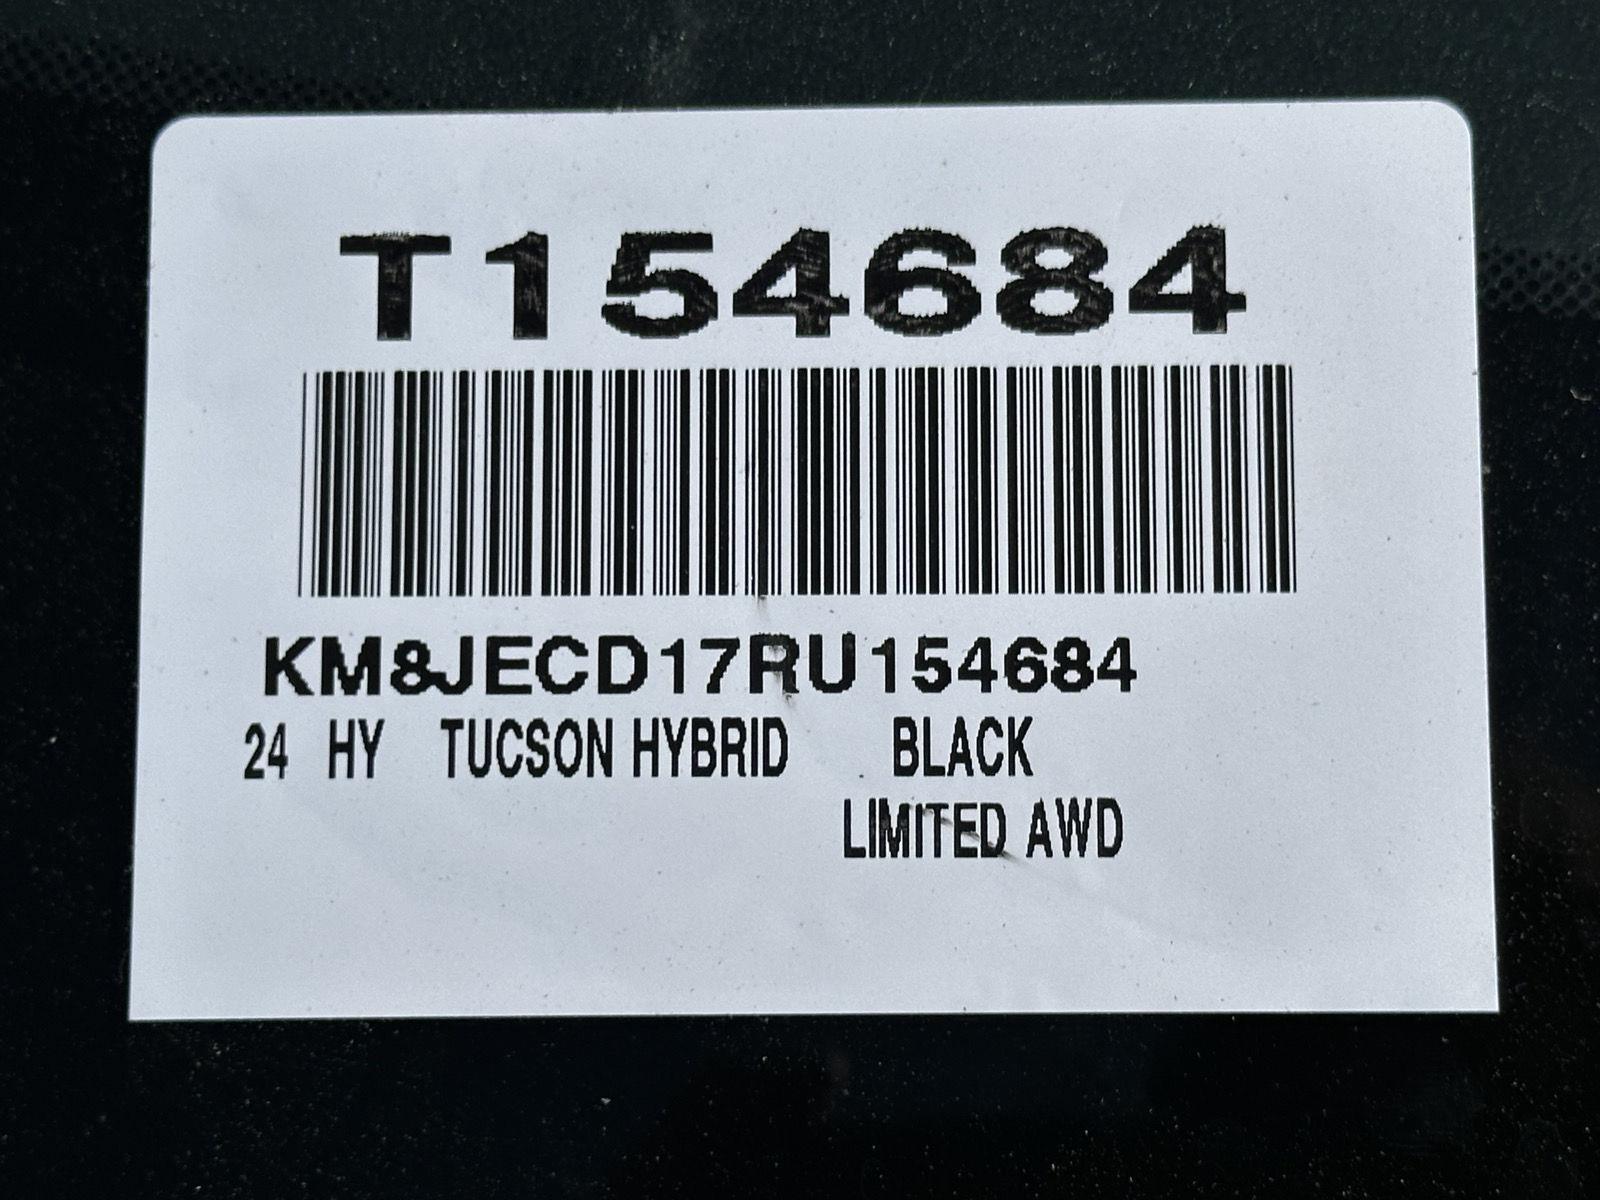 T154684
KM8JECD17RU154684
24 HY TUCSON HYBRID BLACK
LIMITED AWD